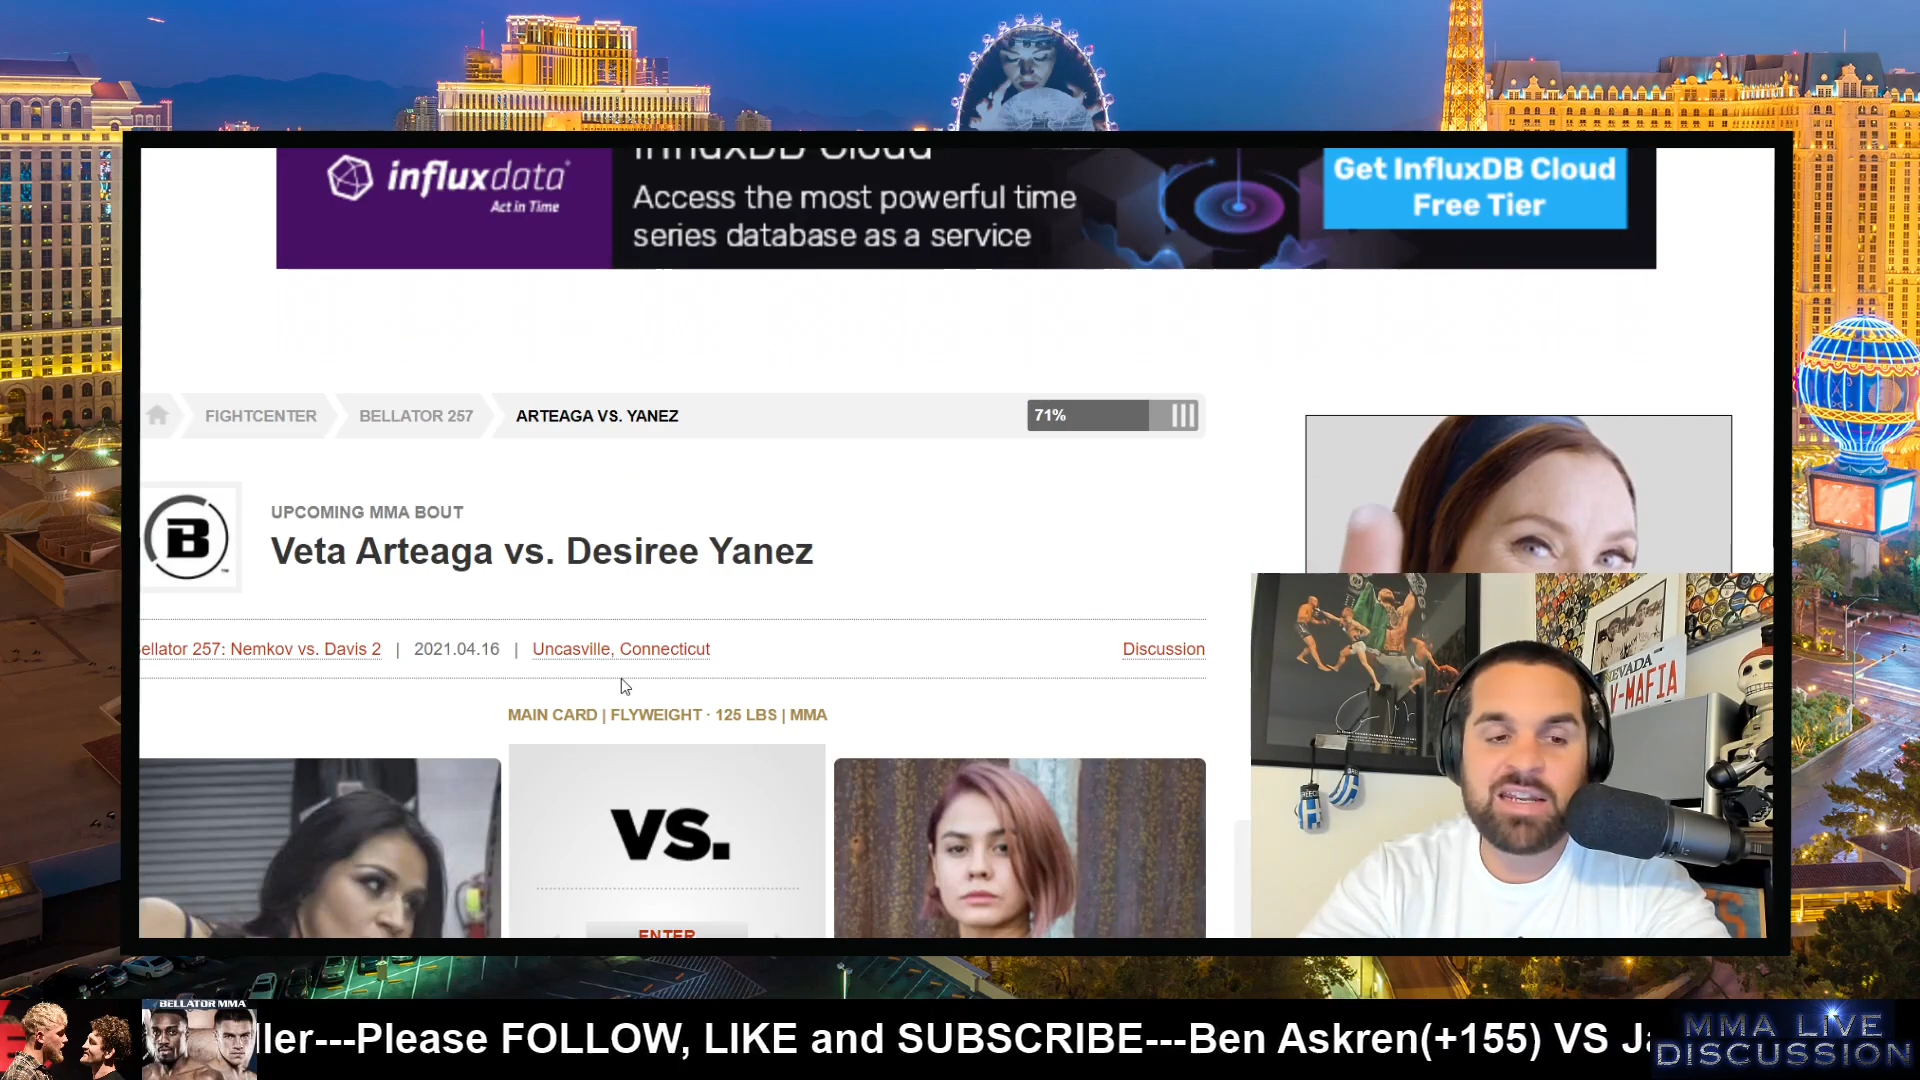 influxdata
Act in Time
InfluxDB Cloud
Access the most powerful time
series database as a service
Get InfluxDB Cloud
Free Tier
FIGHTCENTER
BELLATOR 257
ARTEAGA VS. YANEZ
71%
B
UPCOMING MMA BOUT
Veta Arteaga vs. Desiree Yanez
ellator 257: Nemkov vs. Davis 2 | 2021.04.16 | Uncasville, Connecticut
Discussion
MAIN CARD | FLYWEIGHT · 125 LBS | MMA
VS.
ENTER
NEVADA
V-MAFIA
BELLATOR MMA
ller---Please FOLLOW, LIKE and SUBSCRIBE---Ben Askren(+155) VS Ja
MMA LIVE
DISCUSSION